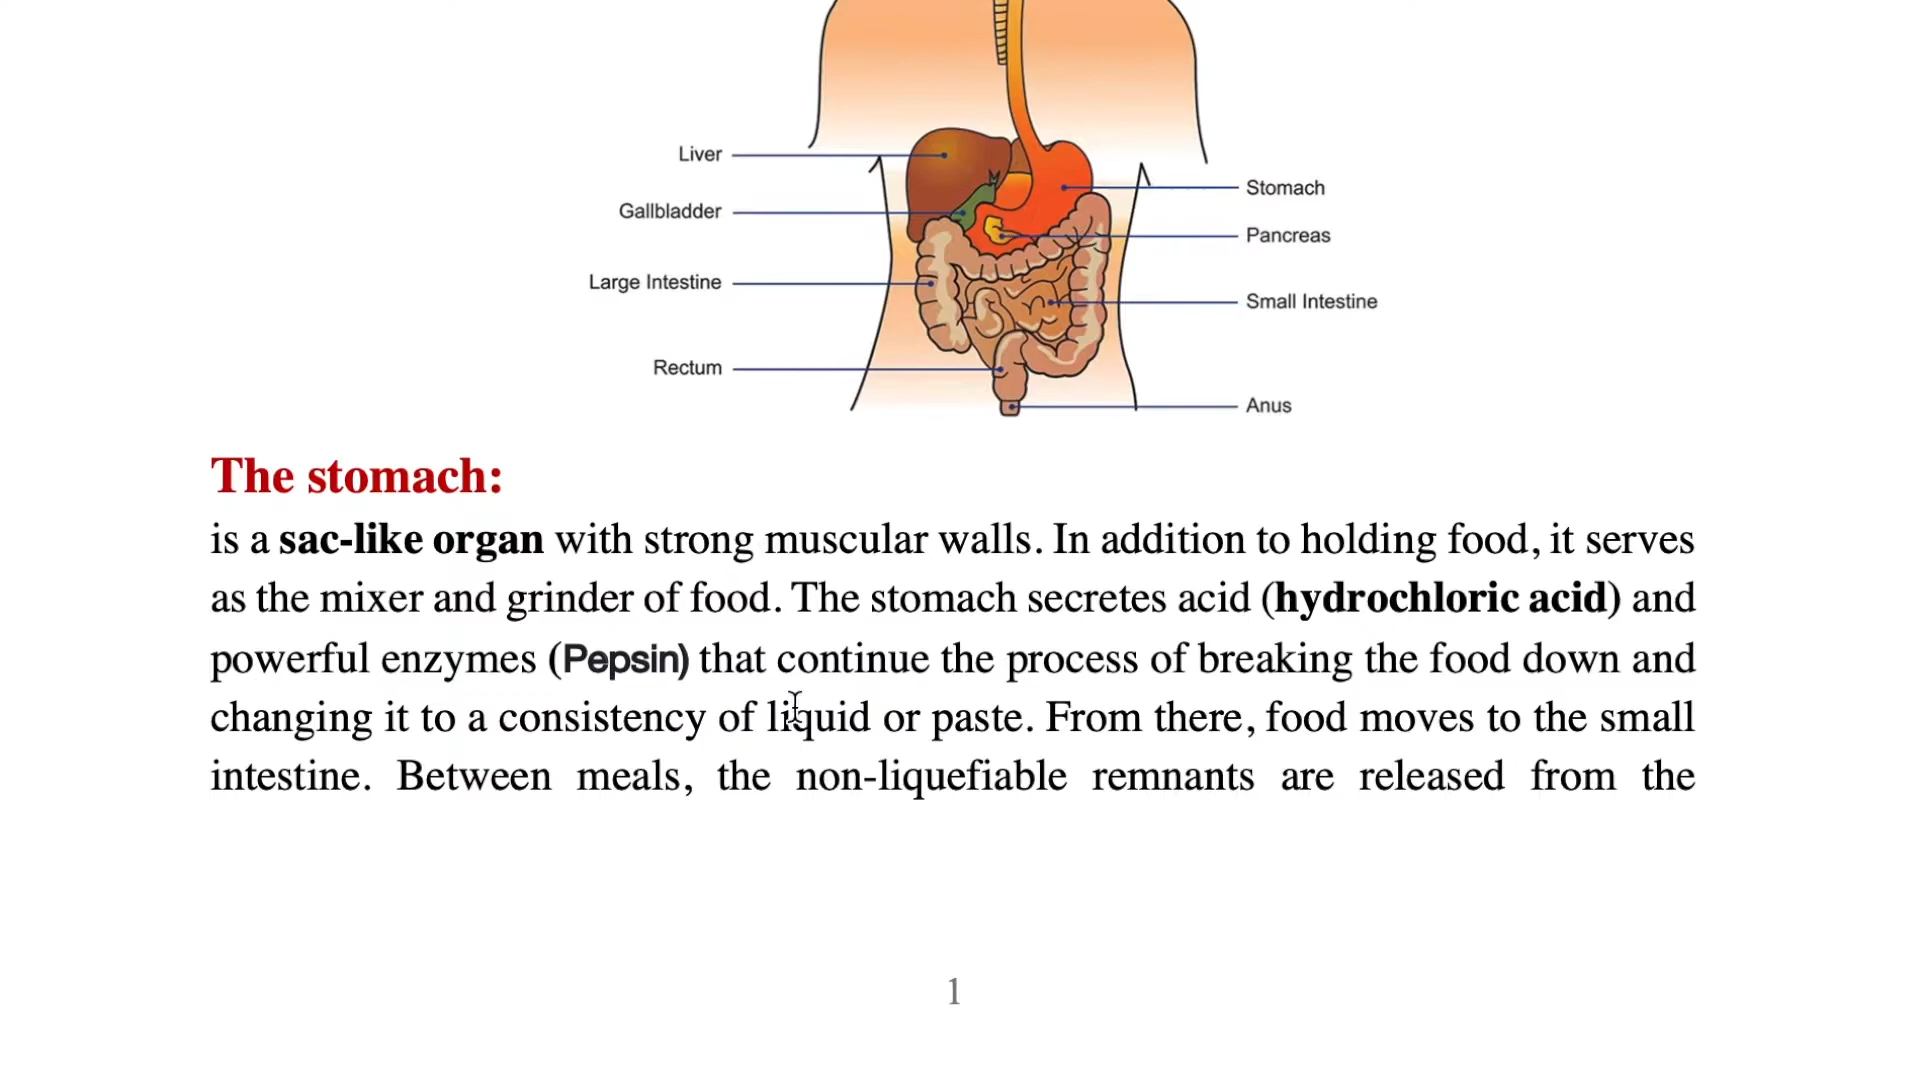 Liver
Stomach
Gallbladder
Pancreas
Large Intestine
Small Intestine
Rectum
Anus
The stomach:
is a sac-like organ with strong muscular walls. In addition to holding food, it serves
as the mixer and grinder of food. The stomach secretes acid (hydrochloric acid) and
powerful enzymes (Pepsin) that continue the process of breaking the food down and
changing it to a consistency of liquid or paste. From there, food moves to the small
intestine. Between meals, the non-liquefiable remnants are released from the
1